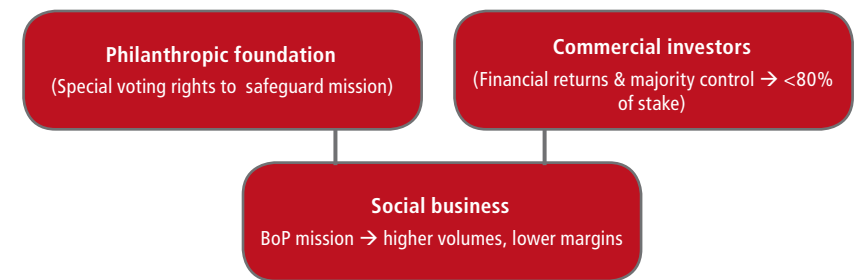 Philanthropic foundation
(Special voting rights to safeguard mission)
Commercial investors
(Financial returns & majority control → <80%
of stake)
Social business
BoP mission → higher volumes, lower margins